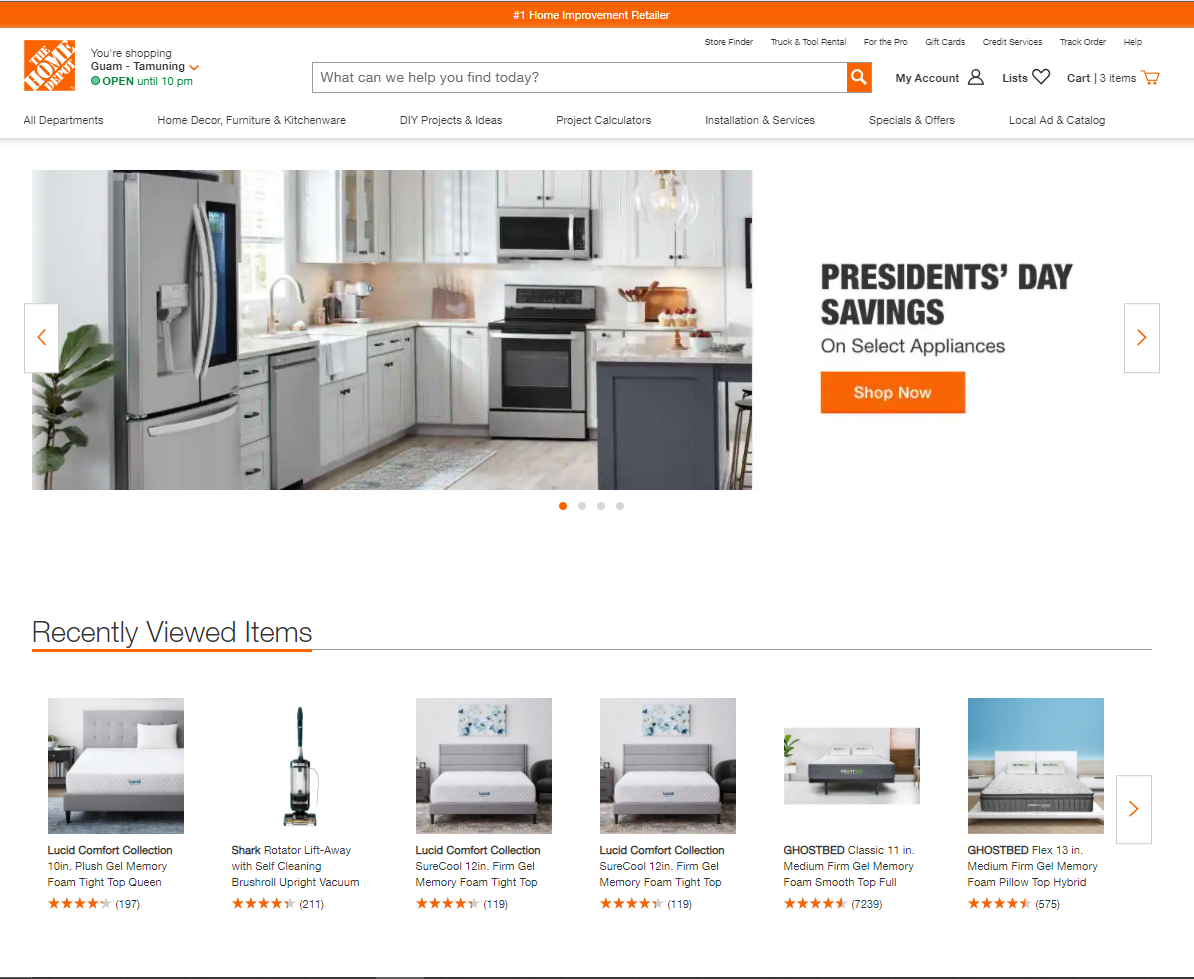 #1 Home Improvement Retailer
Store Finder
Truck & Tool Rental
For the Pro
Gift Cards
Credit Services
Track Order
Help
THE
HOME
DEPOT
You're shopping
Guam - Tamuning
OPEN until 10 pm
What can we help you find today?
My Account
Lists
Cart | 3 items
All Departments
Home Decor, Furniture & Kitchenware
DIY Projects & Ideas
Project Calculators
Installation & Services
Specials & Offers
Local Ad & Catalog
PRESIDENTS' DAY
SAVINGS
On Select Appliances
Shop Now
Recently Viewed Items
Lucid Comfort Collection
10in. Plush Gel Memory
Foam Tight Top Queen
(197)
Shark Rotator Lift-Away
with Self Cleaning
Brushroll Upright Vacuum
(211)
Lucid Comfort Collection
SureCool 12in. Firm Gel
Memory Foam Tight Top
(119)
Lucid Comfort Collection
SureCool 12in. Firm Gel
Memory Foam Tight Top
(119)
GHOSTBED Classic 11 in.
Medium Firm Gel Memory
Foam Smooth Top Full
(7239)
GHOSTBED Flex 13 in.
Medium Firm Gel Memory
Foam Pillow Top Hybrid
(575)